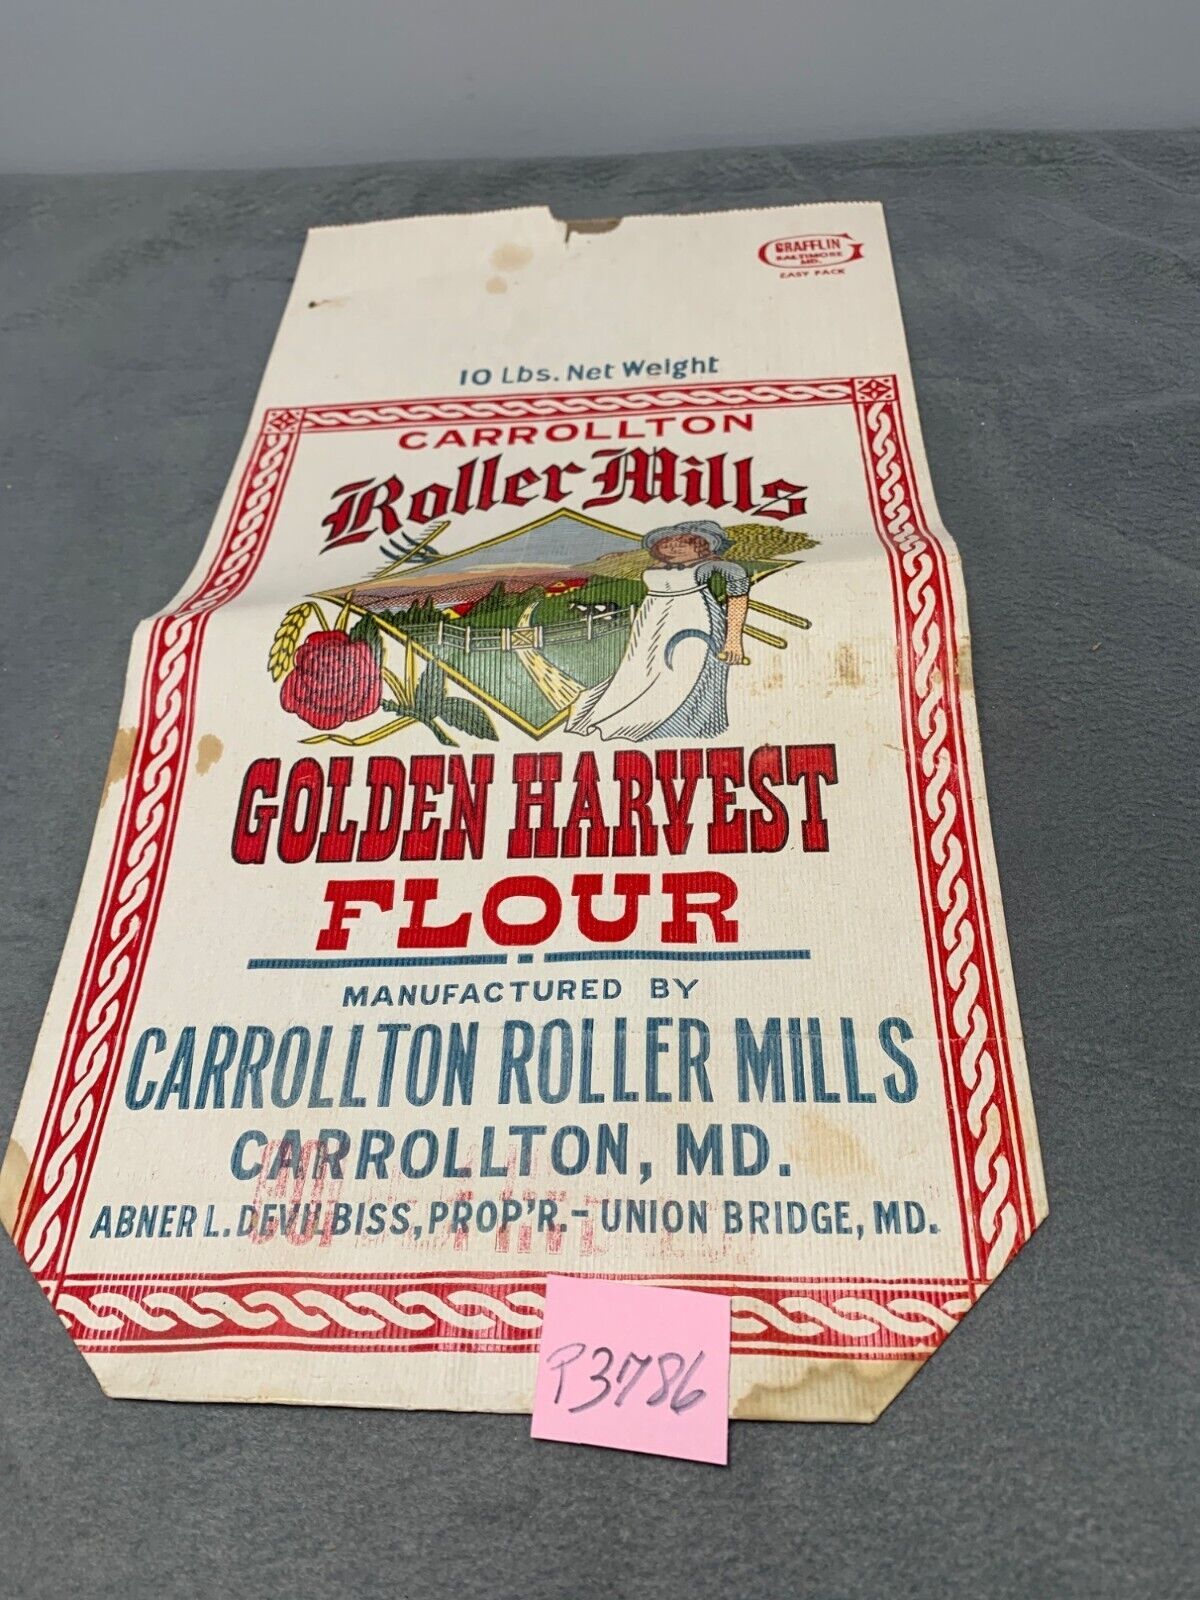 GRAFFLIN
BALTIMORE
MD.
EASY PACK
10 Lbs. Net Weight
CARROLLTON
Roller Mills
GOLDEN HARVEST
FLOUR
MANUFACTURED BY
CARROLLTON ROLLER MILLS
CARROLLTON, MD.
ABNER L. DEVILBISS, PROP'R. - UNION BRIDGE, MD.
P3786